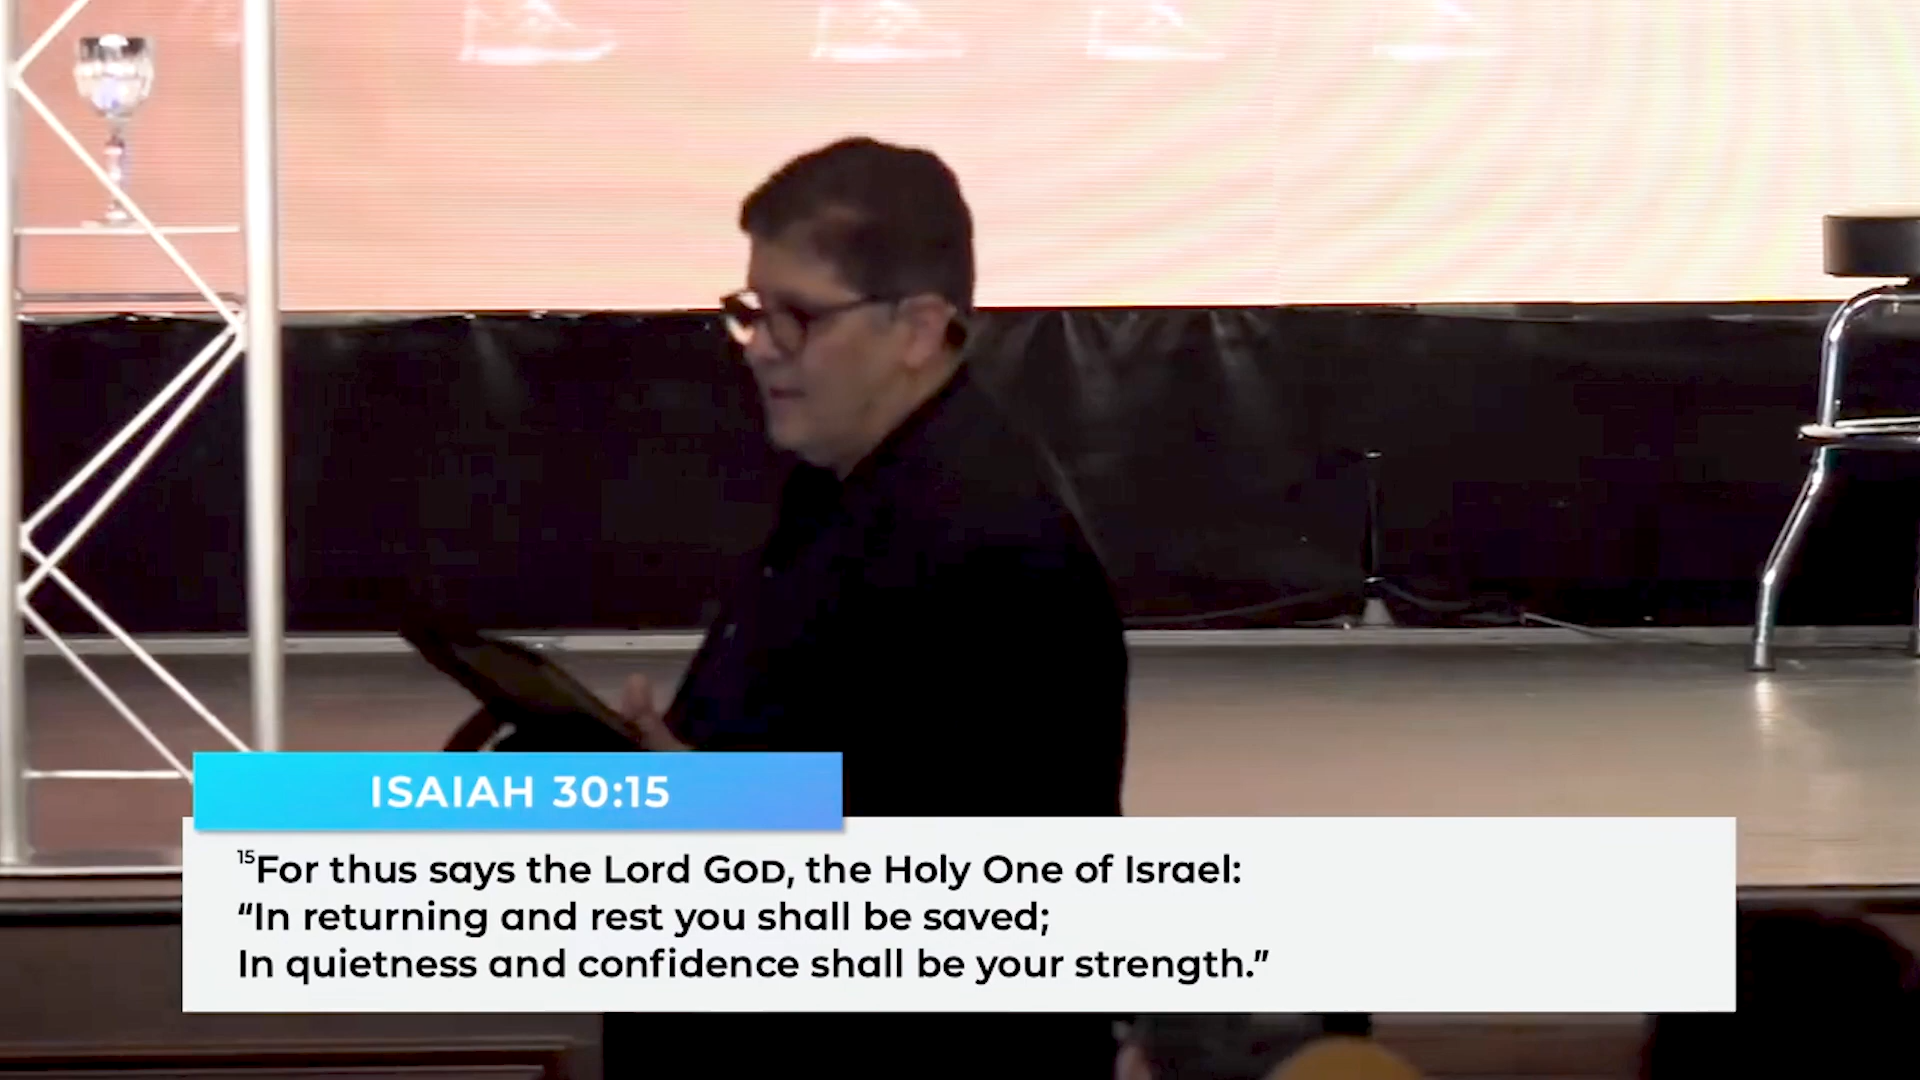 ISAIAH 30:15
15For thus says the Lord GOD, the Holy One of Israel:
“In returning and rest you shall be saved;
In quietness and confidence shall be your strength.”